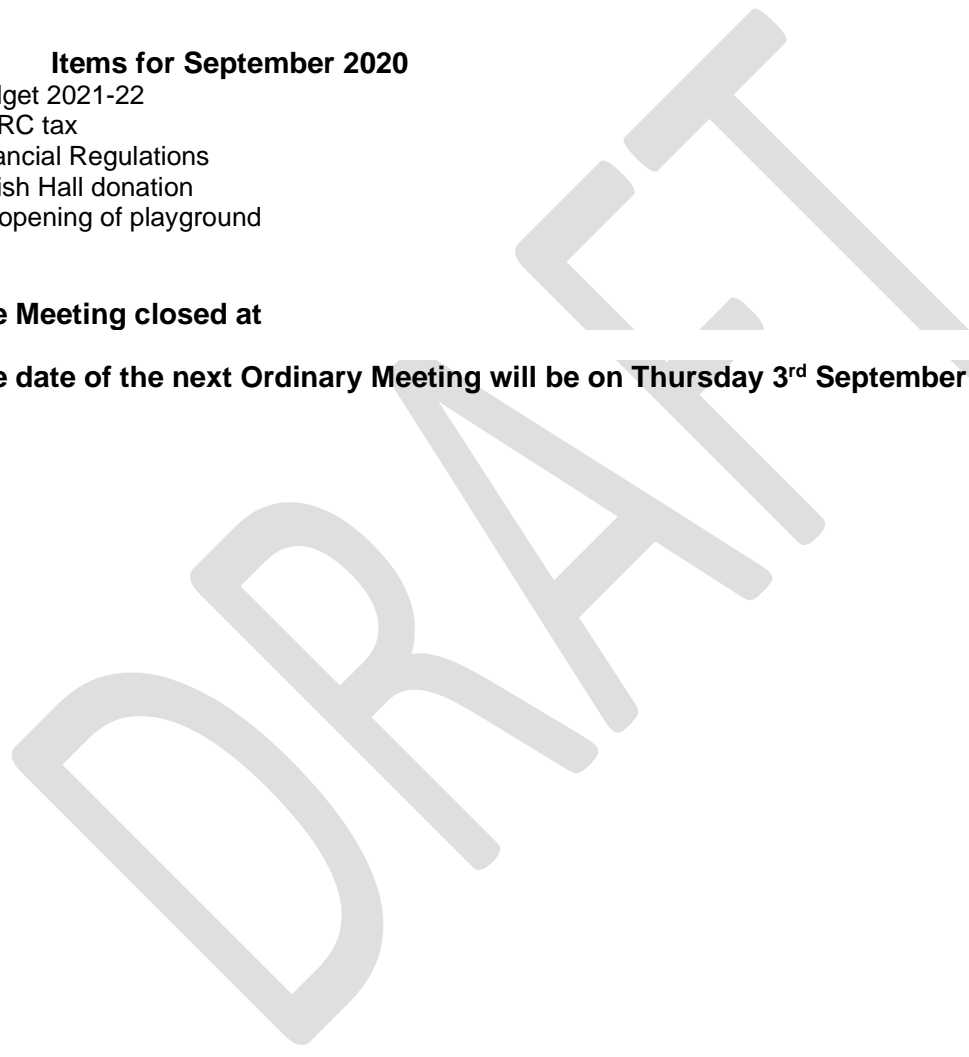 Items for September 2020
dget 2021-22
RC tax
ancial Regulations
ish Hall donation
opening of playground
e Meeting closed at
e date of the next Ordinary Meeting will be on Thursday 3rd September
DRAFT